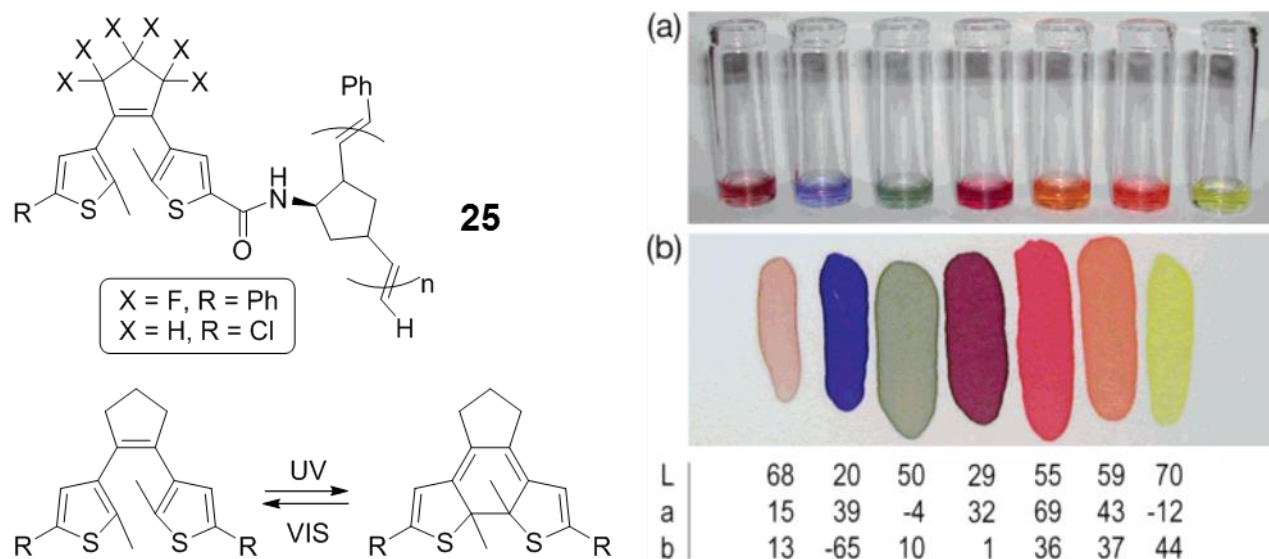 X X
X X
X X
Ph
H
N
R S S
O
25
n
H
X = F, R = Ph
X = H, R = Cl
UV
VIS
R S S R
R S S R
(a)
(b)
L 68 20 50 29 55 59 70
a 15 39 -4 32 69 43 -12
b 13 -65 10 1 36 37 44